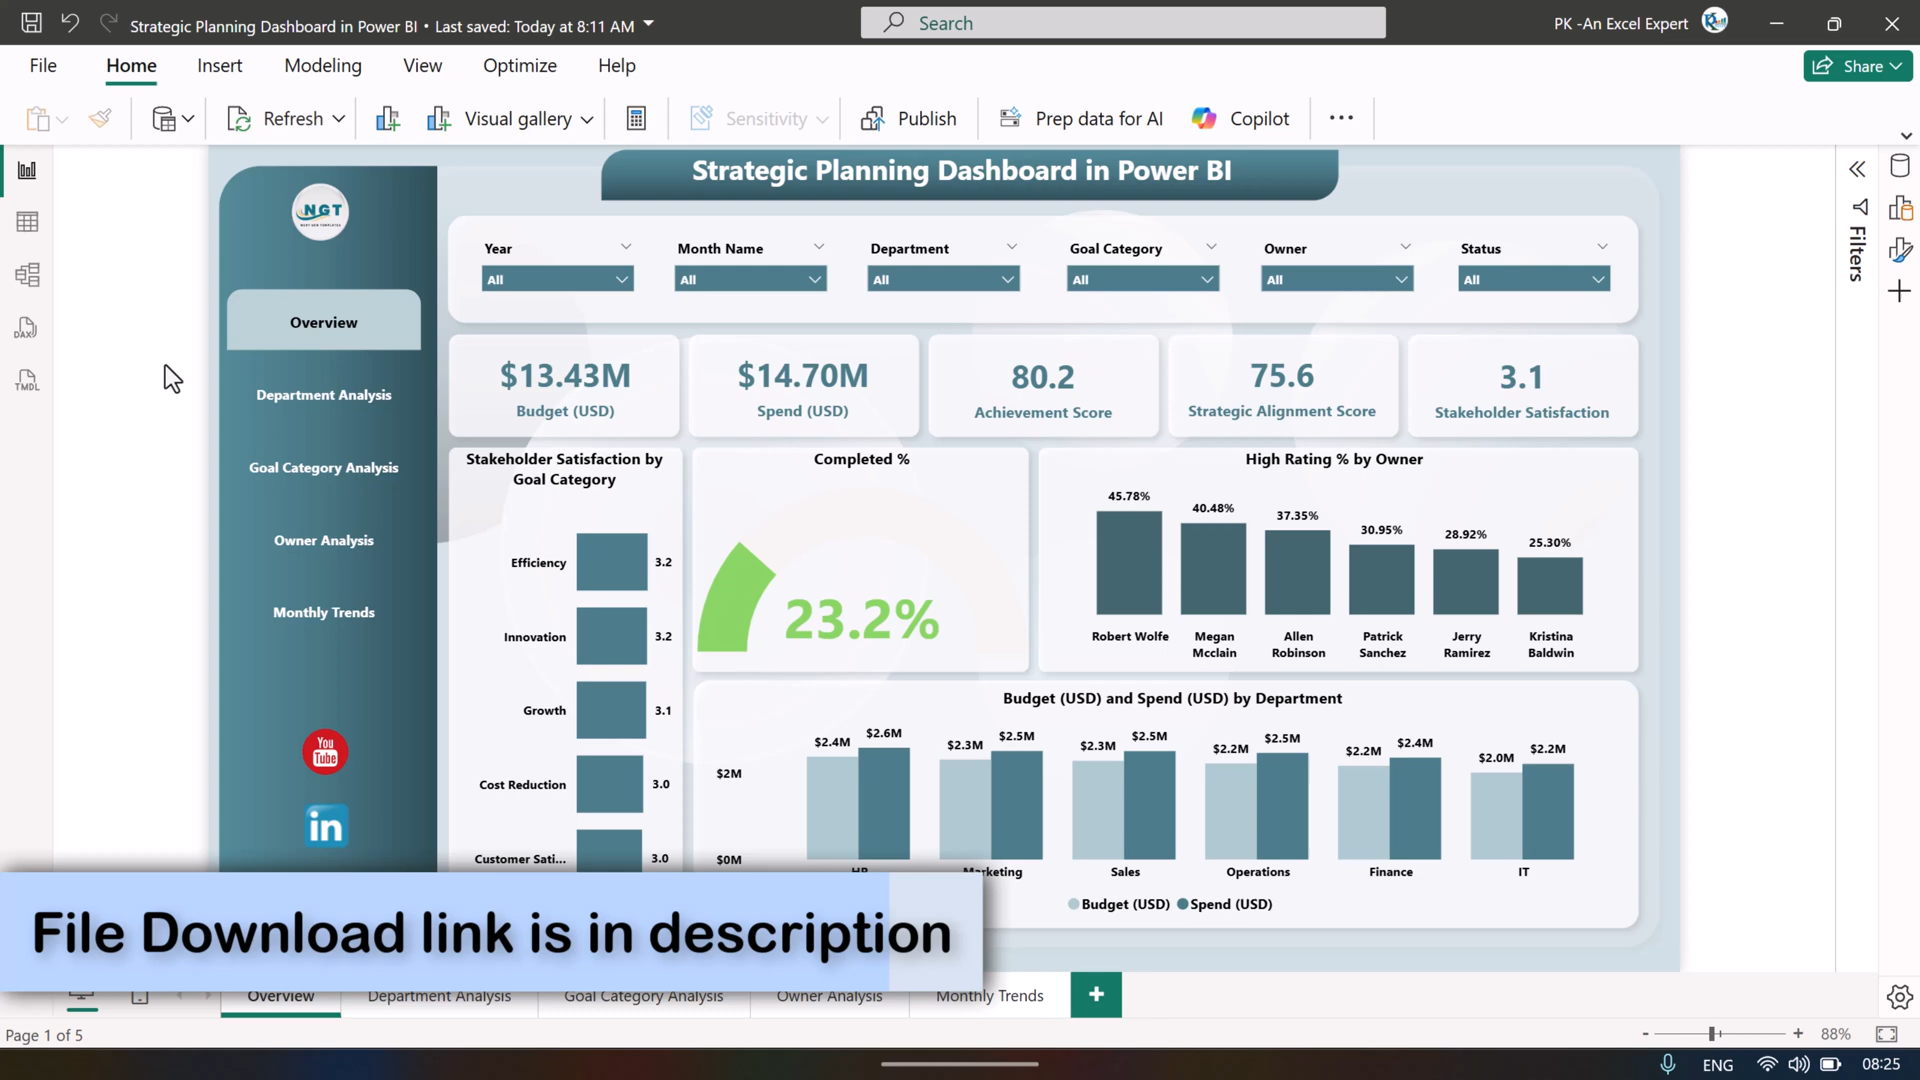 Strategic Planning Dashboard in Power BI • Last saved: Today at 8:11 AM
Search
PK -An Excel Expert
File
Home
Insert
Modeling
View
Optimize
Help
Share
Refresh
Visual gallery
Sensitivity
Publish
Prep data for AI
Copilot
Strategic Planning Dashboard in Power BI
NGT
Year
Month Name
Department
Goal Category
Owner
Status
All
All
All
All
All
All
Filters
DAX
TMDL
Overview
Department Analysis
Goal Category Analysis
Owner Analysis
Monthly Trends
You
Tube
in
$13.43M
Budget (USD)
$14.70M
Spend (USD)
80.2
Achievement Score
75.6
Strategic Alignment Score
3.1
Stakeholder Satisfaction
Stakeholder Satisfaction by
Goal Category
Efficiency 3.2
Innovation 3.2
Growth 3.1
Cost Reduction 3.0
Customer Sati... 3.0
Completed %
23.2%
High Rating % by Owner
45.78%
40.48%
37.35%
30.95%
28.92%
25.30%
Robert Wolfe
Megan
Mcclain
Allen
Robinson
Patrick
Sanchez
Jerry
Ramirez
Kristina
Baldwin
Budget (USD) and Spend (USD) by Department
$2M
$0M
$2.4M
$2.6M
$2.3M
$2.5M
$2.3M
$2.5M
$2.2M
$2.5M
$2.2M
$2.4M
$2.0M
$2.2M
HR
Marketing
Sales
Operations
Finance
IT
Budget (USD)
Spend (USD)
File Download link is in description
Overview
Department Analysis
Goal Category Analysis
Owner Analysis
Monthly Trends
+
Page 1 of 5
- + 88%
ENG
08:25